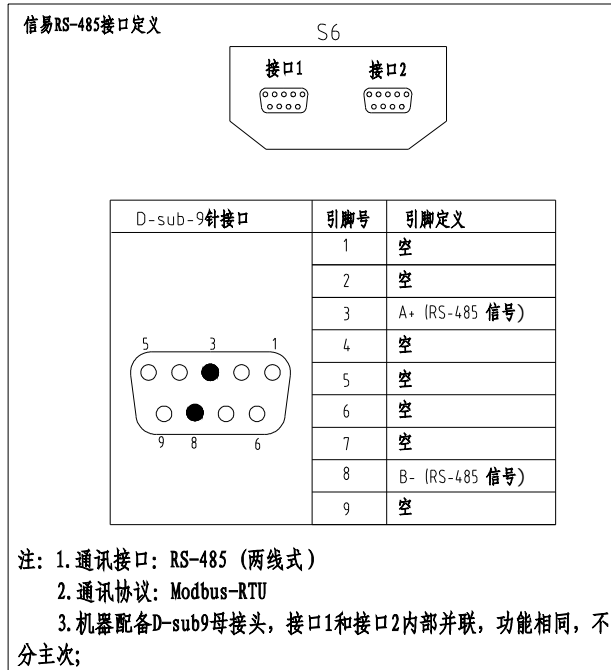 信易RS-485接口定义
S6
接口1 接口2
D-sub-9针接口 引脚号 引脚定义
1 空
2 空
3 A+ (RS-485 信号)
4 空
5 空
6 空
7 空
8 B- (RS-485 信号)
9 空
5 3 1
9 8 6
注: 1.通讯接口: RS-485 (两线式)
2.通讯协议: Modbus-RTU
3.机器配备D-sub9母接头, 接口1和接口2内部并联, 功能相同, 不
分主次;